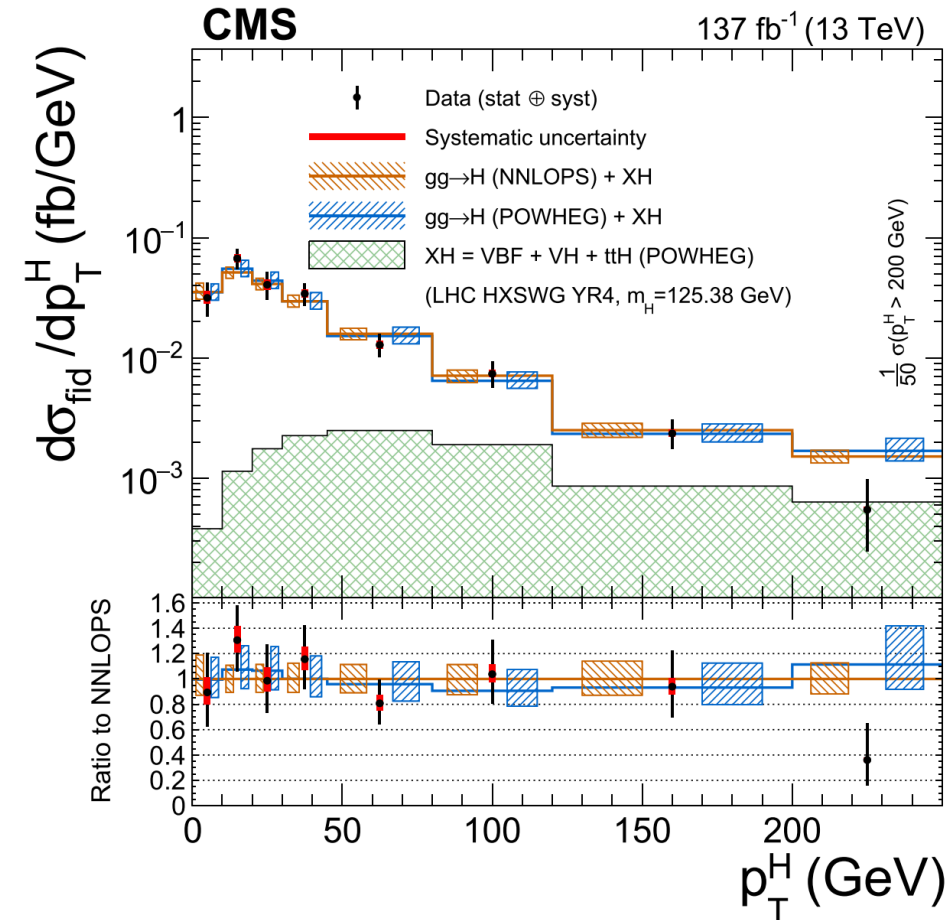 CMS
137 fb⁻¹ (13 TeV)
Data (stat ⊕ syst)
Systematic uncertainty
gg→H (NNLOPS) + XH
gg→H (POWHEG) + XH
XH = VBF + VH + ttH (POWHEG)
(LHC HXSWG YR4, m_H=125.38 GeV)
dσ_fid /dp_T^H (fb/GeV)
1
10⁻¹
10⁻²
10⁻³
1/50 σ(p_T^H > 200 GeV)
Ratio to NNLOPS
1.6
1.4
1.2
1
0.8
0.6
0.4
0.2
0
0
50
100
150
200
p_T^H (GeV)